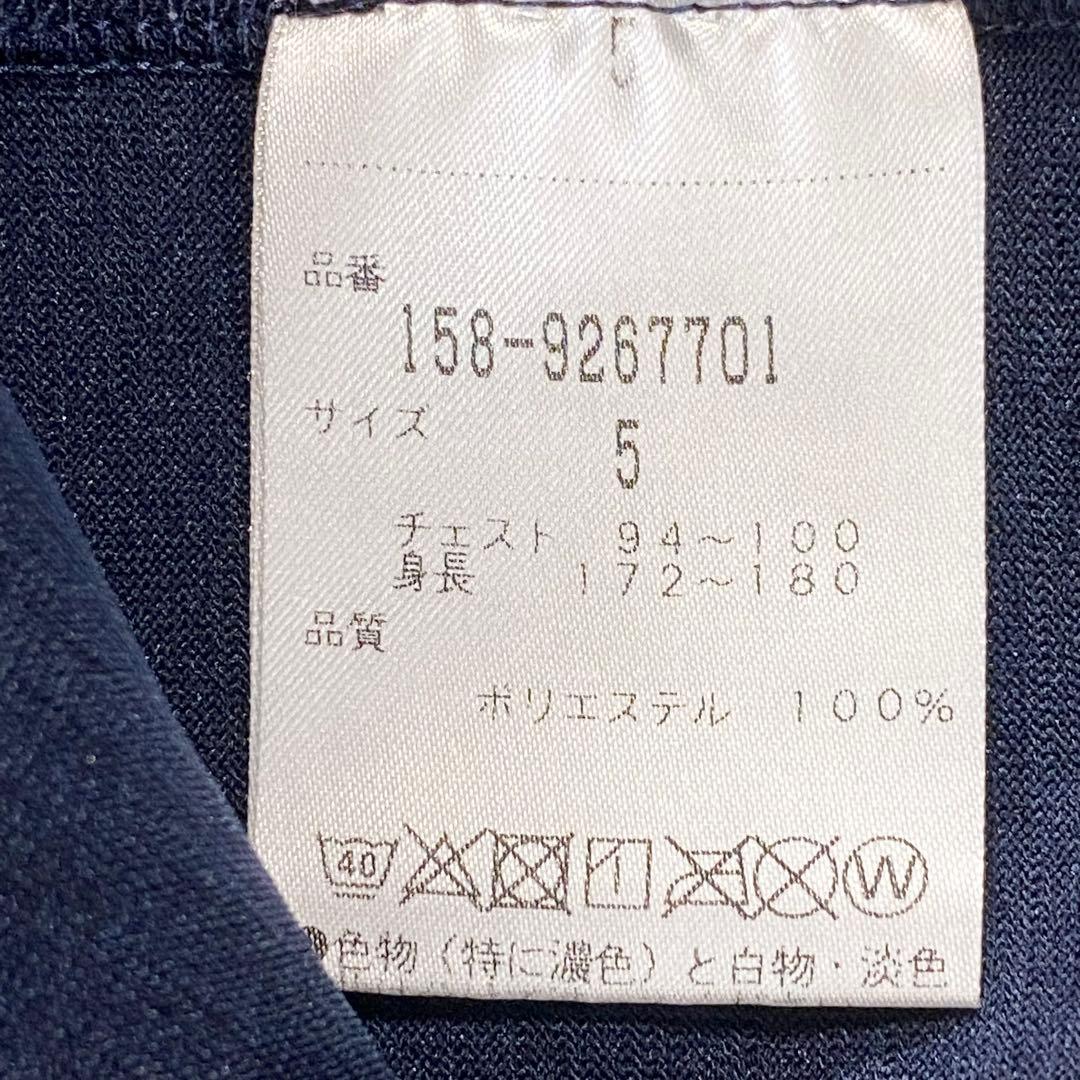 品番
158-9267701
サイズ
5
チェスト 94~100
身長 172~180
品質
ポリエステル 100%
40
W
色物(特に濃色)と白物・淡色